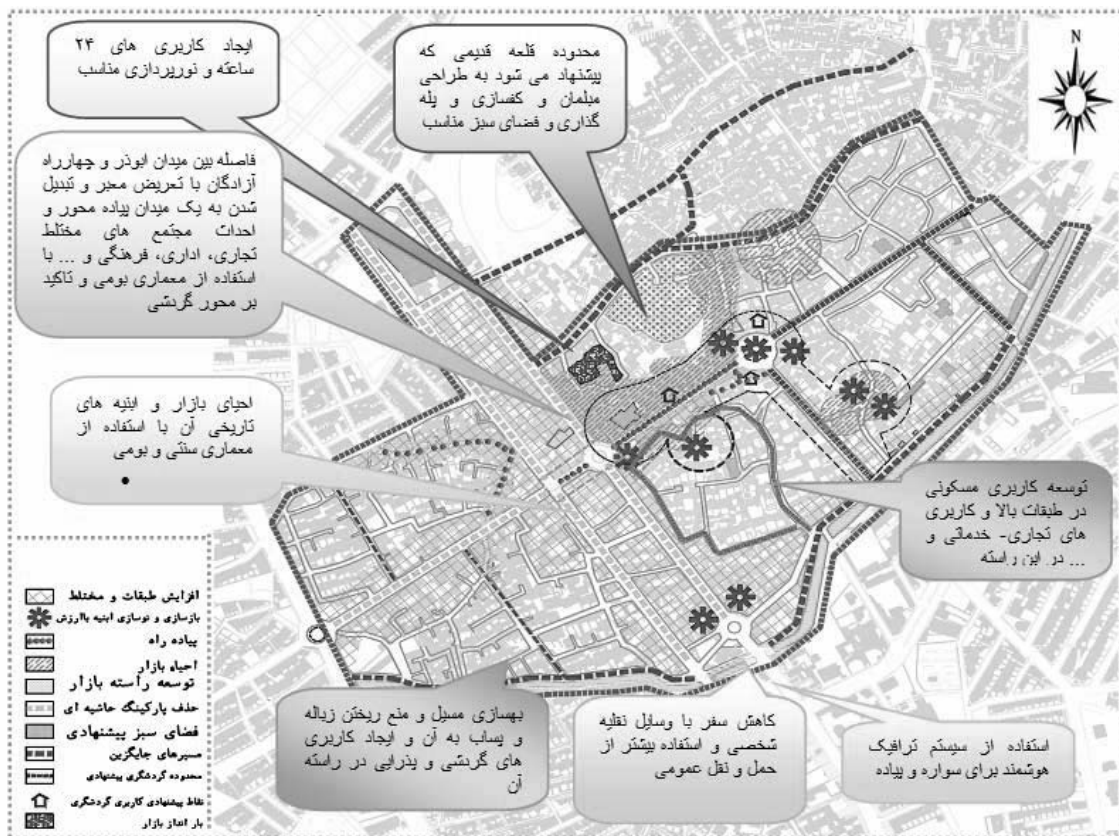 ایجاد کاربری های ۲۴
ساعته و نورپردازی مناسب
محدوده قلعه قدیمی که
پیشنهاد می شود به طراحی
مبلمان و کفسازی و پله
گذاری و فضای سبز مناسب
N
فاصله بین میدان ابوذر و چهارراه
آزادگان با تعریض معبر و تبدیل
شدن به یک میدان پیاده محور و
احداث مجتمع های مختلط
تجاری، اداری، فرهنگی و ... با
استفاده از معماری بومی و تاکید
بر محور گردشی
احیای بازار و ابنیه های
تاریخی آن با استفاده از
معماری سنتی و بومی
•
توسعه کاربری مسکونی
در طبقات بالا و کاربری
های تجاری- خدماتی و
... در این راسته
بهسازی مسیل و منع ریختن زباله
و پساب به آن و ایجاد کاربری
های گردشی و پذرایی در راسته
آن
کاهش سفر با وسایل نقلیه
شخصی و استفاده بیشتر از
حمل و نقل عمومی
استفاده از سیستم ترافیک
هوشمند برای سواره و پیاده
افزایش طبقات و مختلط
بازسازی و نوسازی ابنیه باارزش
پیاده راه
احیاء بازار
توسعه راسته بازار
حذف پارکینگ حاشیه ای
فضای سبز پیشنهادی
مسیرهای جایگزین
محدوده گردشگری پیشنهادی
نقاط پیشنهادی کاربری گردشگری
بار انداز بازار